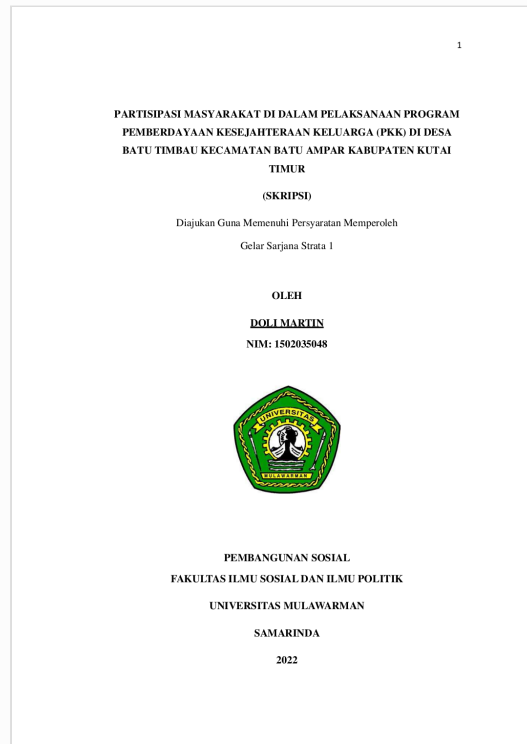 1
PARTISIPASI MASYARAKAT DI DALAM PELAKSANAAN PROGRAM
PEMBERDAYAAN KESEJAHTERAAN KELUARGA (PKK) DI DESA
BATU TIMBAU KECAMATAN BATU AMPAR KABUPATEN KUTAI
TIMUR
(SKRIPSI)
Diajukan Guna Memenuhi Persyaratan Memperoleh
Gelar Sarjana Strata 1
OLEH
DOLI MARTIN
NIM: 1502035048
UNIVERSITAS
MULAWARMAN
PEMBANGUNAN SOSIAL
FAKULTAS ILMU SOSIAL DAN ILMU POLITIK
UNIVERSITAS MULAWARMAN
SAMARINDA
2022